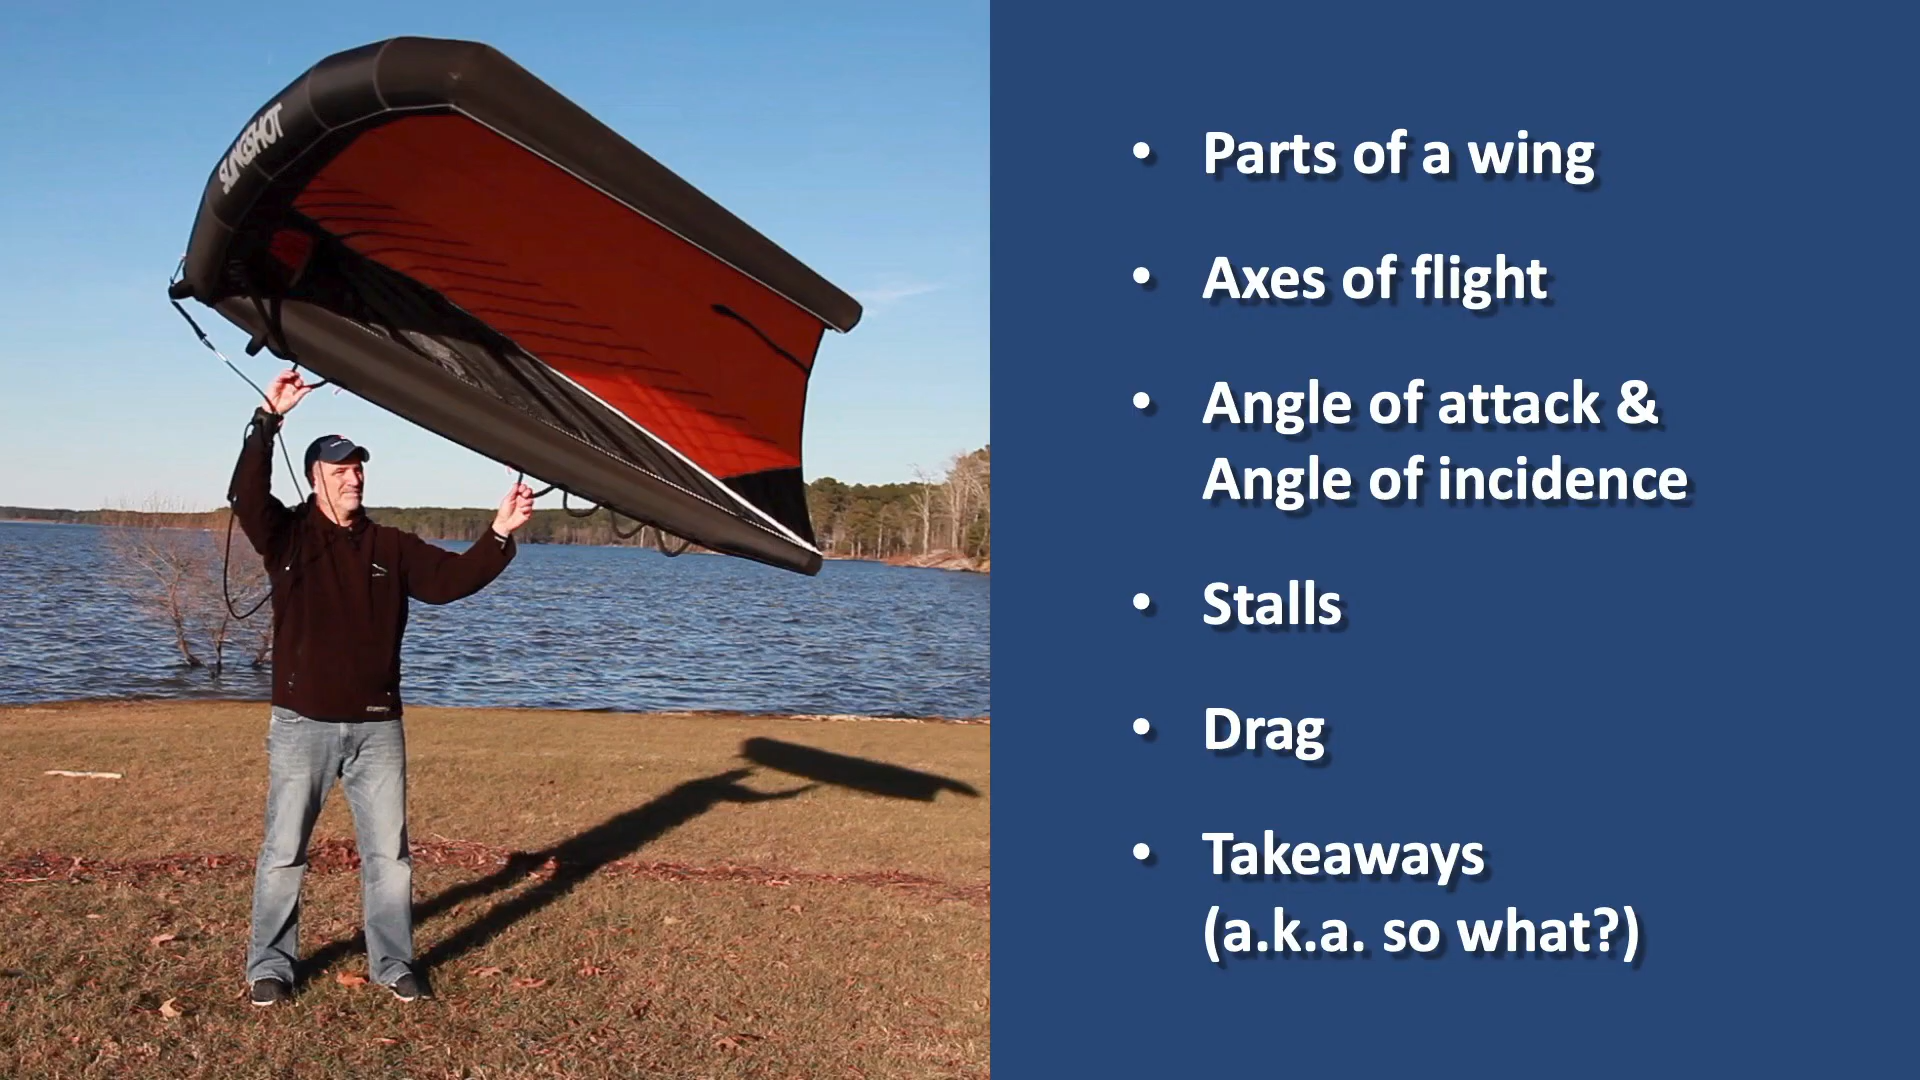 SLINGSHOT
• Parts of a wing
• Axes of flight
• Angle of attack &
Angle of incidence
• Stalls
• Drag
• Takeaways
(a.k.a. so what?)